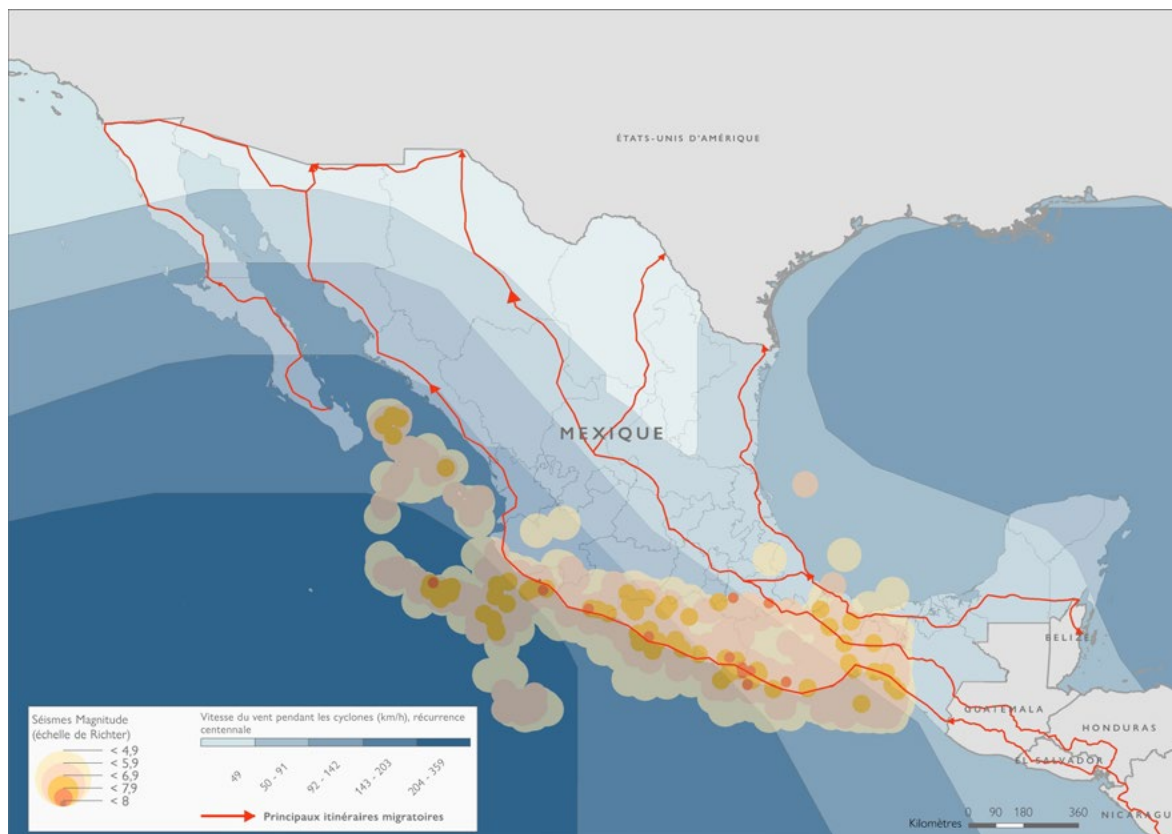 ÉTATS-UNIS D'AMÉRIQUE
MEXIQUE
BELIZE
GUATEMALA
HONDURAS
EL SALVADOR
NICARAGU
Séismes Magnitude
(échelle de Richter)
< 4,9
< 5,9
< 6,9
< 7,9
< 8
Vitesse du vent pendant les cyclones (km/h), récurrence
centennale
49
50 - 91
92 - 142
143 - 203
204 - 359
Principaux itinéraires migratoires
Kilomètres
0 90 180 360